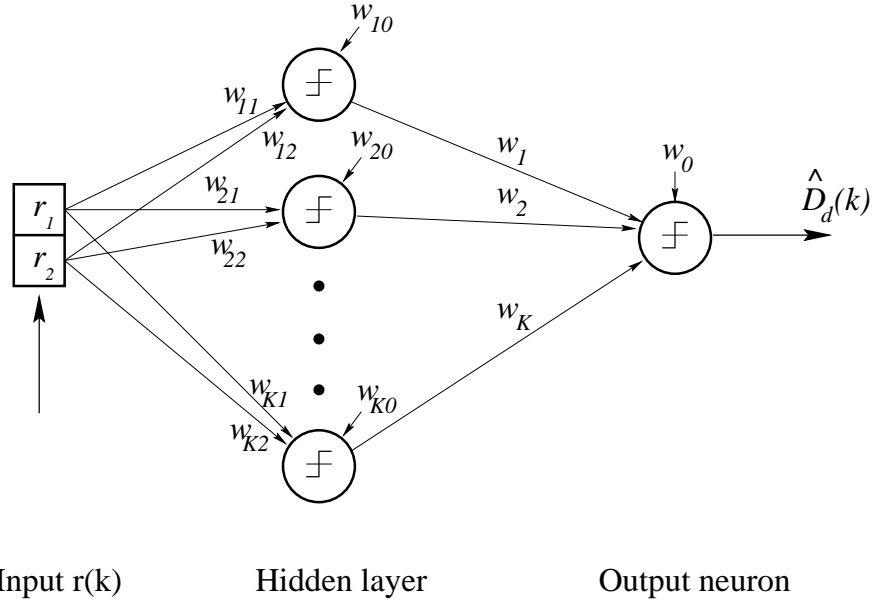 w10
w11
w12
w20
w1
w0
w21
w2
D̂d(k)
r1
r2
w22
wK
wK1
wK0
wK2
Input r(k) Hidden layer Output neuron